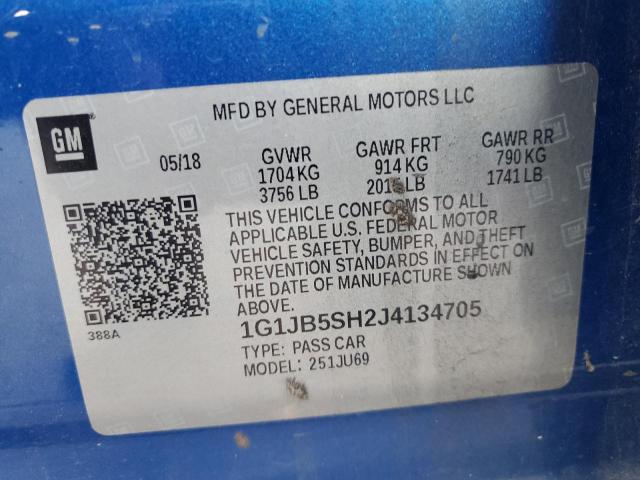 MFD BY GENERAL MOTORS LLC
GM
05/18 GVWR GAWR FRT GAWR RR
1704 KG 914 KG 790 KG
3756 LB 2015 LB 1741 LB
THIS VEHICLE CONFORMS TO ALL
APPLICABLE U.S. FEDERAL MOTOR
VEHICLE SAFETY, BUMPER, AND THEFT
PREVENTION STANDARDS IN EFFECT ON
THE DATE OF MANUFACTURE SHOWN
ABOVE.
388A
1G1JB5SH2J4134705
TYPE: PASS CAR
MODEL: 251JU69